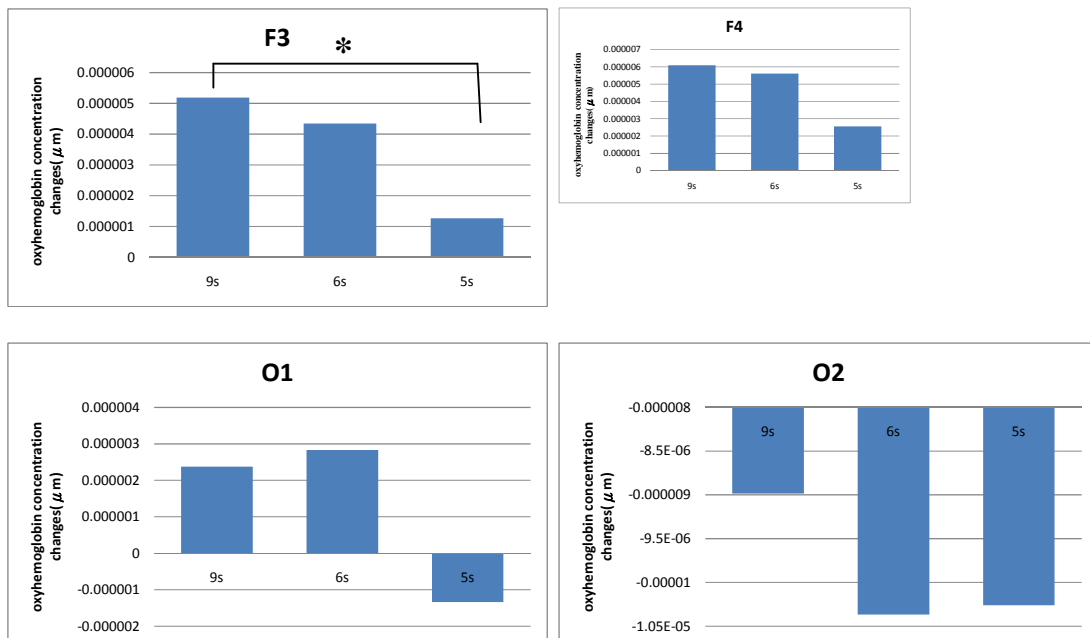 F3
*
oxyhemoglobin concentration
changes(μm)
0.000006
0.000005
0.000004
0.000003
0.000002
0.000001
0
9s 6s 5s
F4
oxyhemoglobin concentration
changes(μm)
0.000007
0.000006
0.000005
0.000004
0.000003
0.000002
0.000001
0
9s 6s 5s
O1
oxyhemoglobin concentration
changes(μm)
0.000004
0.000003
0.000002
0.000001
0
-0.000001
-0.000002
9s 6s 5s
O2
oxyhemoglobin concentration
changes(μm)
-0.000008
-8.5E-06
-0.000009
-9.5E-06
-0.00001
-1.05E-05
9s 6s 5s